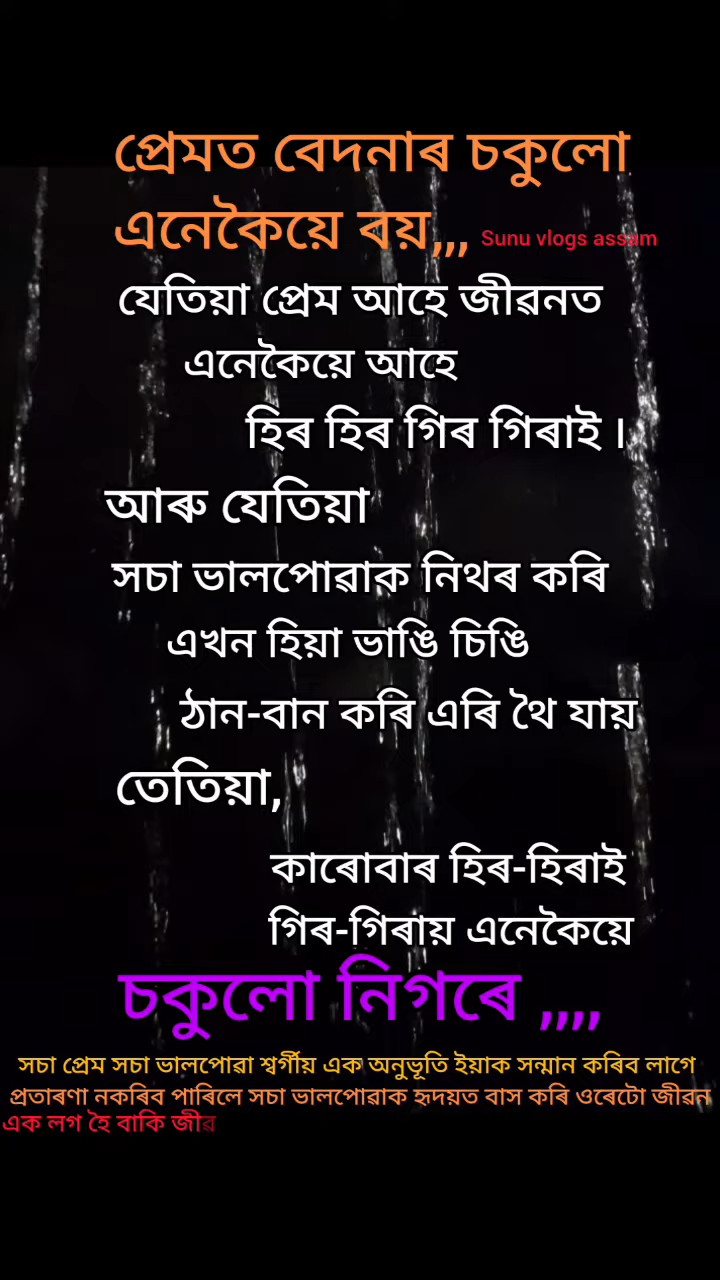 প্ৰেমত বেদনাৰ চকুলো
এনেকৈয়ে বয়,,, Sunu vlogs assam
যেতিয়া প্ৰেম আহে জীৱনত
এনেকৈয়ে আহে
হিৰ হিৰ গিৰ গিৰাই ।
আৰু যেতিয়া
সচা ভালপোৱাক নিথৰ কৰি
এখন হিয়া ভাঙি চিঙি
ঠান-বান কৰি এৰি থৈ যায়
তেতিয়া,
কাৰোবাৰ হিৰ-হিৰাই
গিৰ-গিৰায় এনেকৈয়ে
চকুলো নিগৰে ,,,,
সচা প্ৰেম সচা ভালপোৱা শ্বৰ্গীয় এক অনুভূতি ইয়াক সন্মান কৰিব লাগে
প্ৰতাৰণা নকৰিব পাৰিলে সচা ভালপোৱাক হৃদয়ত বাস কৰি ওৰেটো জীৱন
এক লগ হৈ বাকি জীৱ